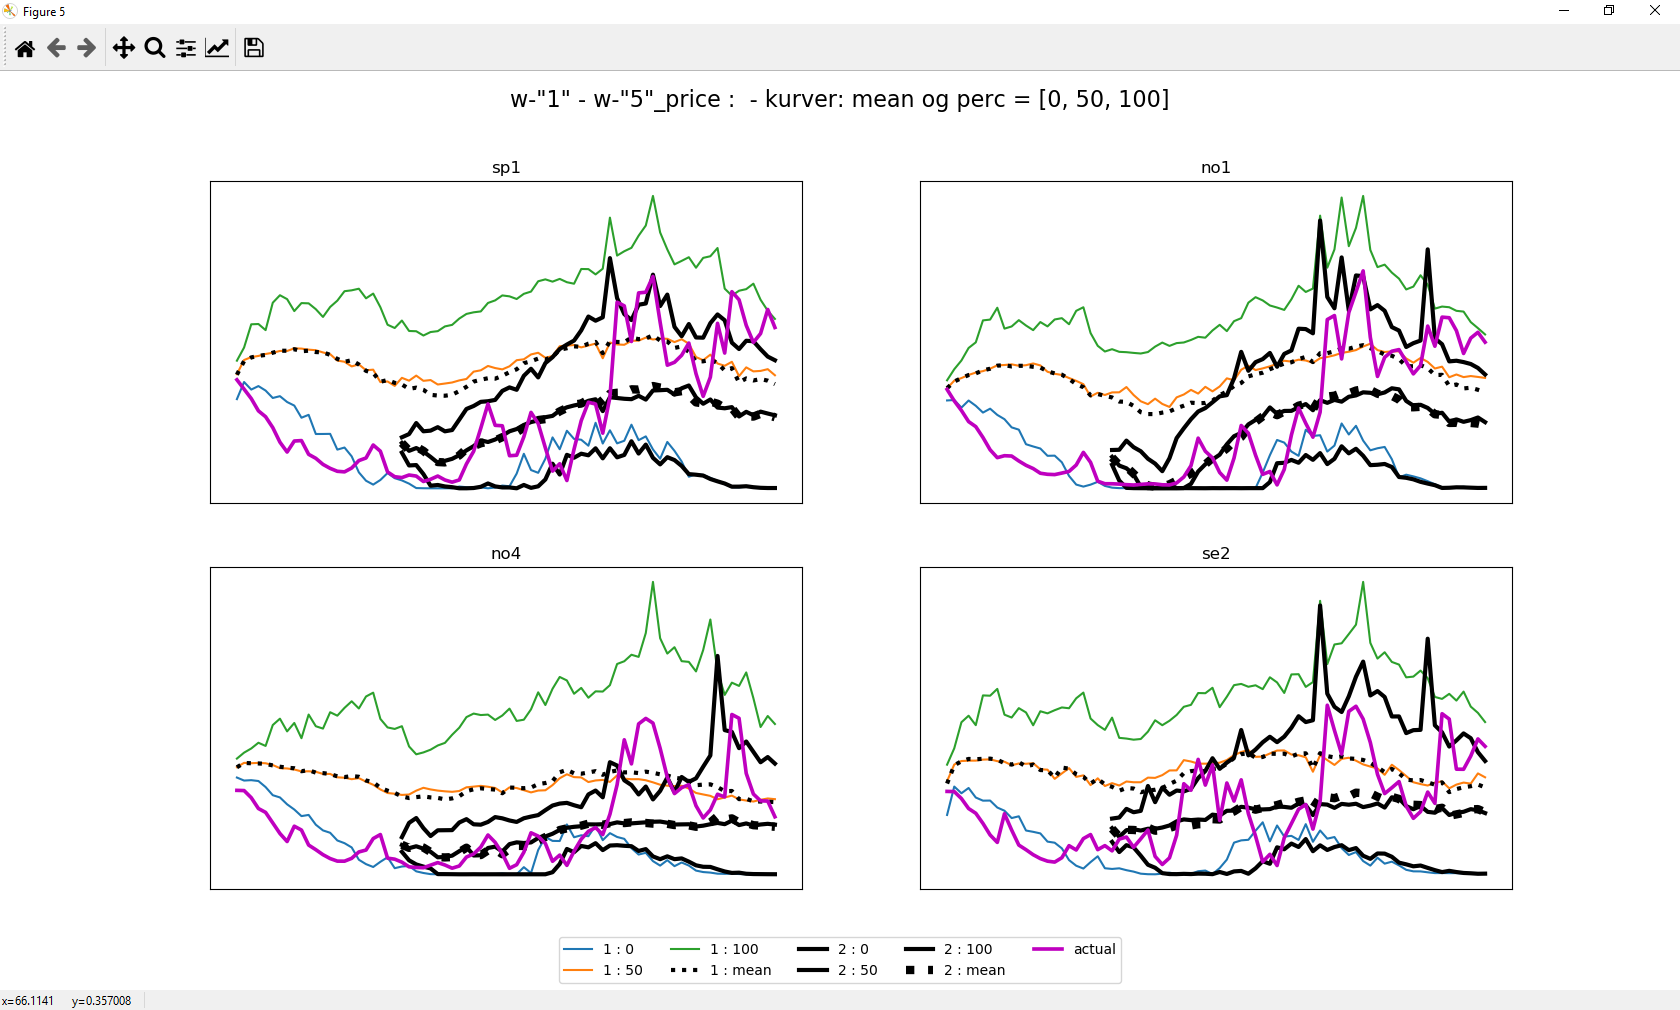 Figure 5
w-"1" - w-"5"_price :  - kurver: mean og perc = [0, 50, 100]
sp1
no1
no4
se2
1 : 0
1 : 100
2 : 0
2 : 100
actual
1 : 50
1 : mean
2 : 50
2 : mean
x=66.1141 y=0.357008